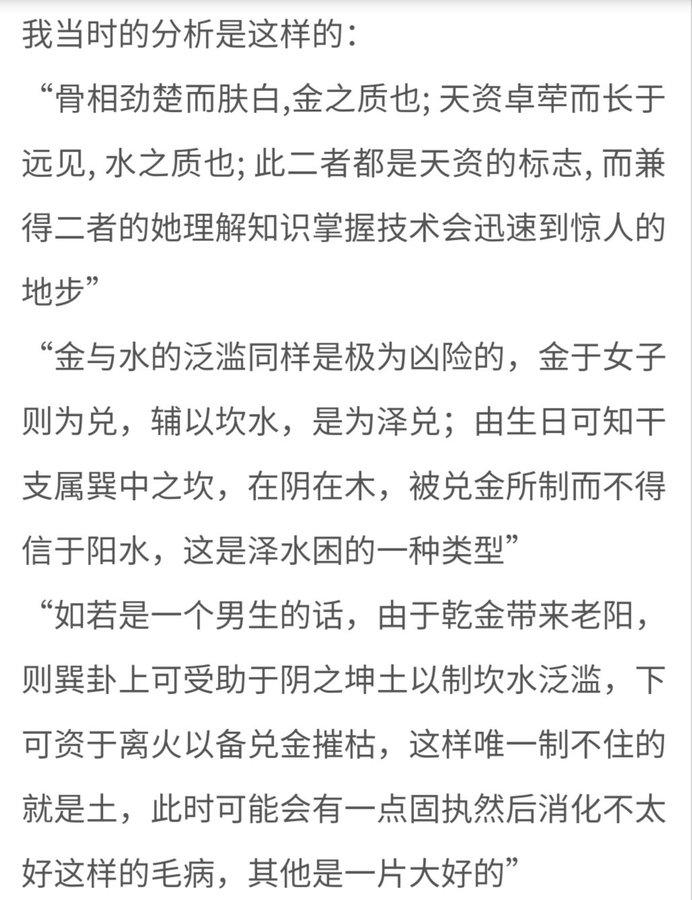 我当时的分析是这样的：
“骨相劲楚而肤白,金之质也; 天资卓荦而长于
远见, 水之质也; 此二者都是天资的标志, 而兼
得二者的她理解知识掌握技术会迅速到惊人的
地步”
“金与水的泛滥同样是极为凶险的，金于女子
则为兑，辅以坎水，是为泽兑；由生日可知干
支属巽中之坎，在阴在木，被兑金所制而不得
信于阳水，这是泽水困的一种类型”
“如若是一个男生的话，由于乾金带来老阳，
则巽卦上可受助于阴之坤土以制坎水泛滥，下
可资于离火以备兑金摧枯，这样唯一制不住的
就是土，此时可能会有一点固执然后消化不太
好这样的毛病，其他是一片大好的”